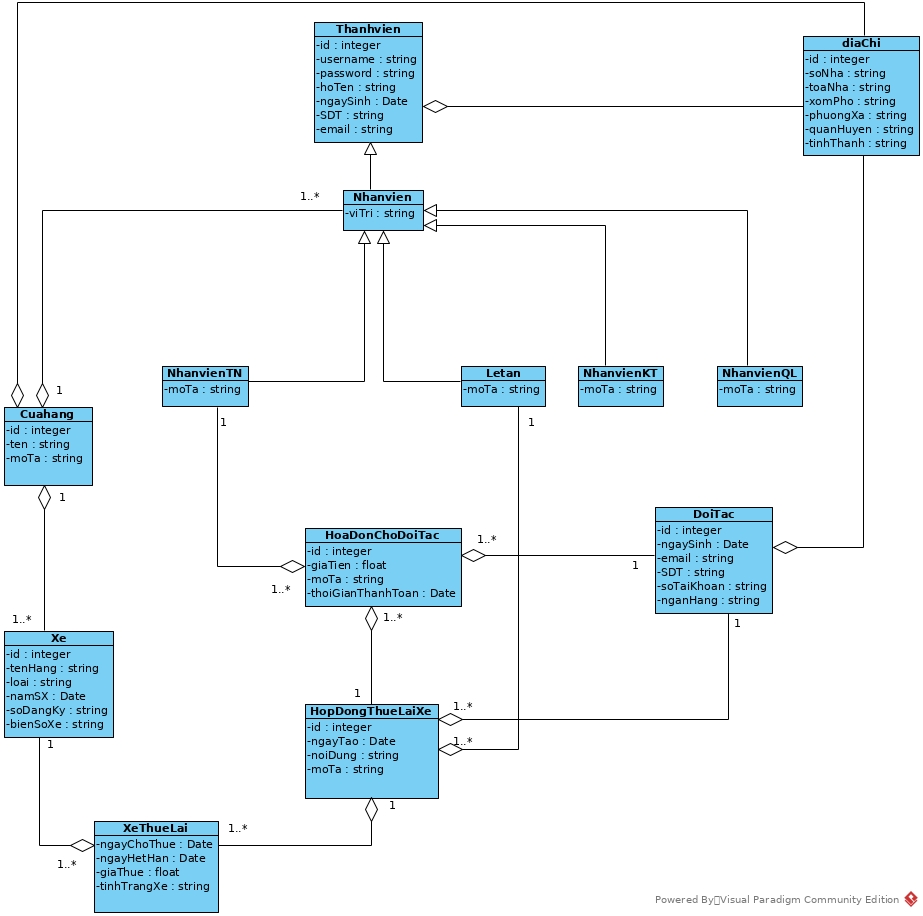 Thanhvien
-id : integer
-username : string
-password : string
-hoTen : string
-ngaySinh : Date
-SDT : string
-email : string
diaChi
-id : integer
-soNha : string
-toaNha : string
-xomPho : string
-phuongXa : string
-quanHuyen : string
-tinhThanh : string
1..*
Nhanvien
-viTri : string
NhanvienTN
-moTa : string
Letan
-moTa : string
NhanvienKT
-moTa : string
NhanvienQL
-moTa : string
1
Cuahang
-id : integer
-ten : string
-moTa : string
1
1
1
HoaDonChoDoiTac
-id : integer
-giaTien : float
-moTa : string
-thoiGianThanhToan : Date
1..*
1
1..*
1..*
DoiTac
-id : integer
-ngaySinh : Date
-email : string
-SDT : string
-soTaiKhoan : string
-nganHang : string
1
1..*
Xe
-id : integer
-tenHang : string
-loai : string
-namSX : Date
-soDangKy : string
-bienSoXe : string
1
1
HopDongThueLaiXe
-id : integer
-ngayTao : Date
-noiDung : string
-moTa : string
1..*
1..*
1
XeThueLai
-ngayChoThue : Date
-ngayHetHan : Date
-giaThue : float
-tinhTrangXe : string
1..*
1..*
Powered By Visual Paradigm Community Edition